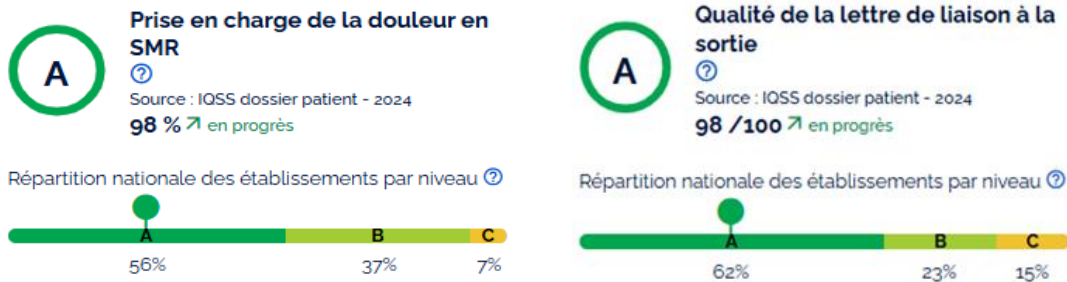 A
Prise en charge de la douleur en
SMR
?
Source : IQSS dossier patient - 2024
98 % ↗ en progrès
Répartition nationale des établissements par niveau ?
A B C
56% 37% 7%
A
Qualité de la lettre de liaison à la
sortie
?
Source : IQSS dossier patient - 2024
98 /100 ↗ en progrès
Répartition nationale des établissements par niveau ?
A B C
62% 23% 15%